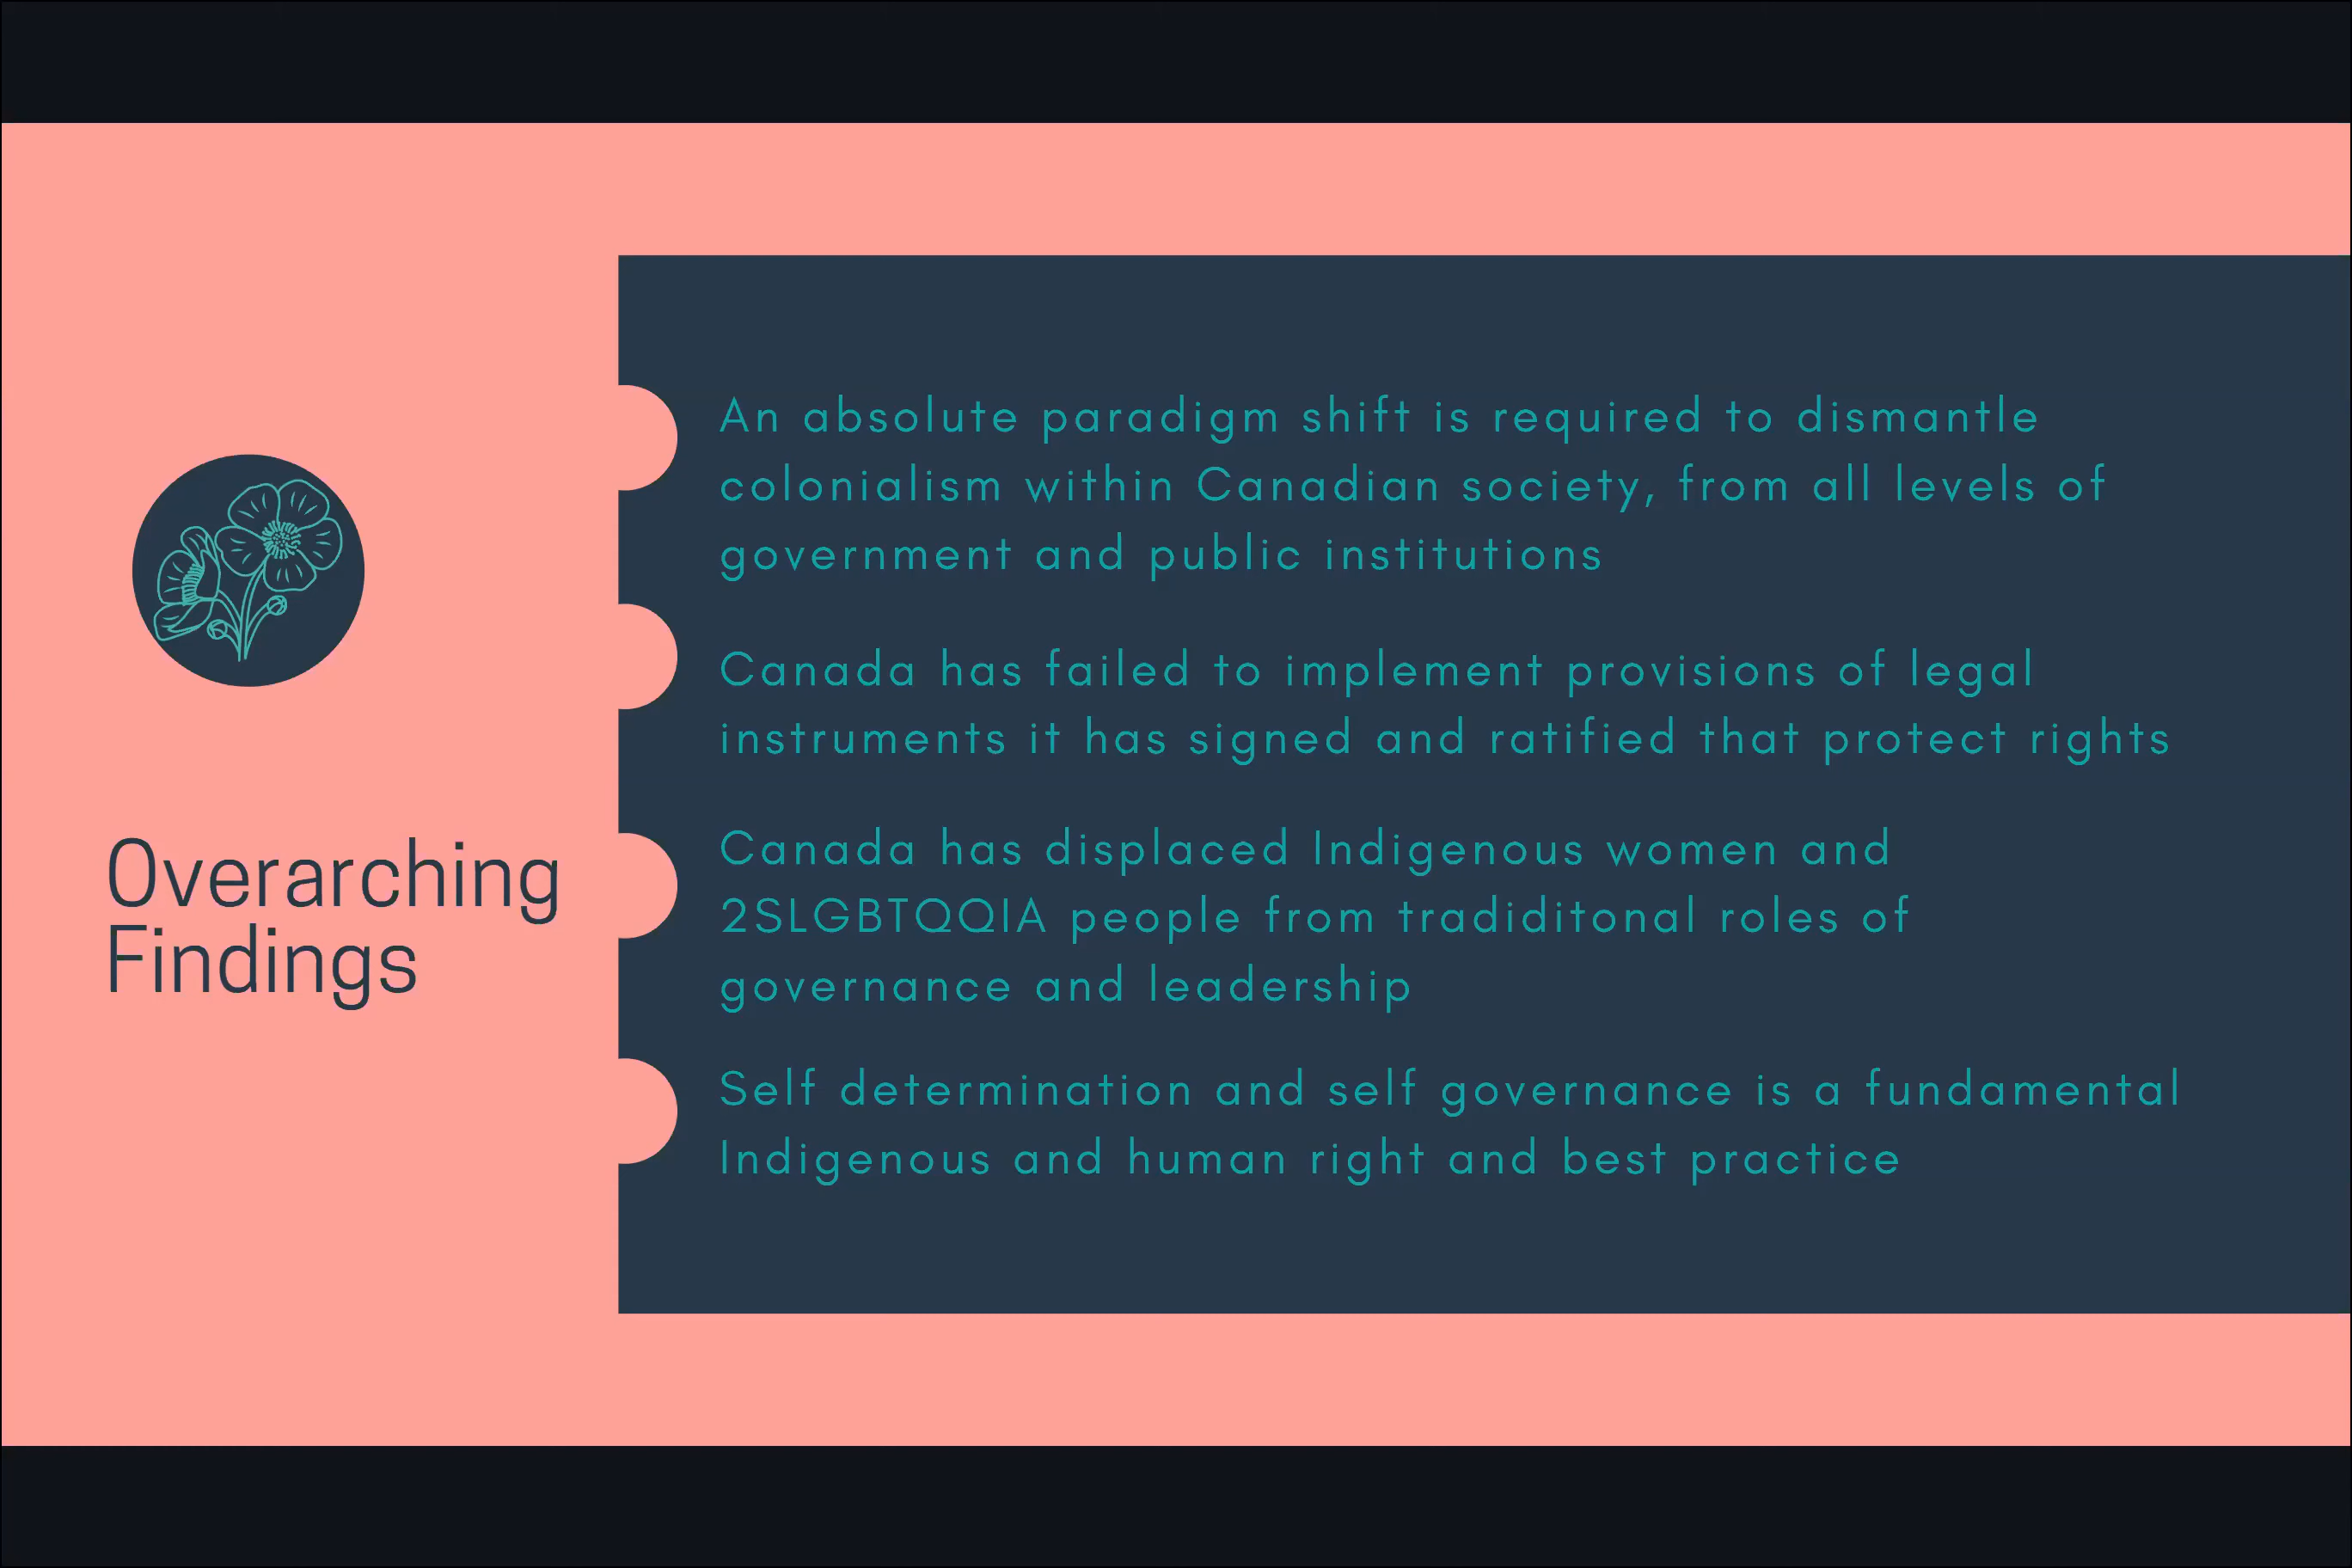 Overarching
Findings
An absolute paradigm shift is required to dismantle
colonialism within Canadian society, from all levels of
government and public institutions
Canada has failed to implement provisions of legal
instruments it has signed and ratified that protect rights
Canada has displaced Indigenous women and
2SLGBTQQIA people from tradiditonal roles of
governance and leadership
Self determination and self governance is a fundamental
Indigenous and human right and best practice